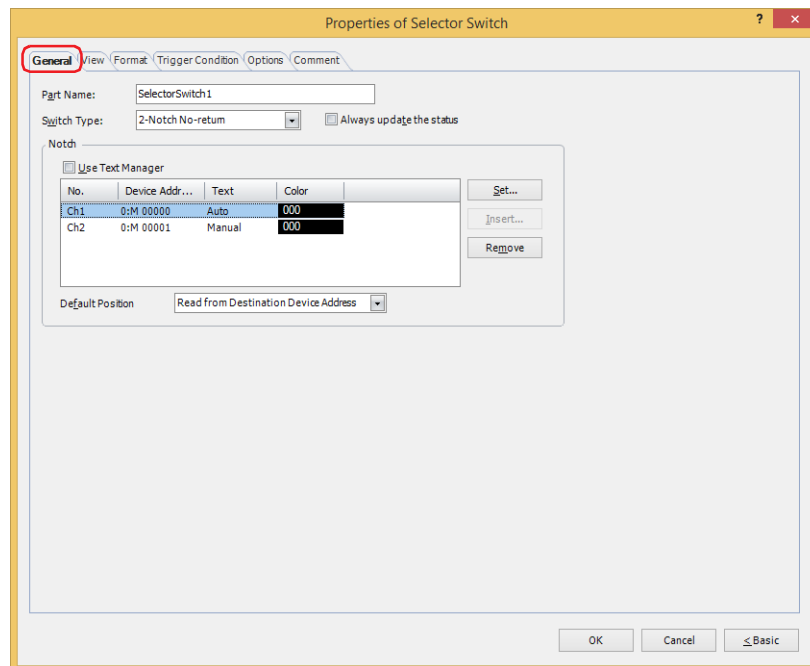 Properties of Selector Switch ? ×
General View Format Trigger Condition Options Comment
Part Name: SelectorSwitch1
Switch Type: 2-Notch No-return Always update the status
Notch
Use Text Manager
No. Device Addr... Text Color
Set...
Ch1 0:M 00000 Auto 000
Insert...
Ch2 0:M 00001 Manual 000
Remove
Default Position Read from Destination Device Address
OK Cancel < Basic